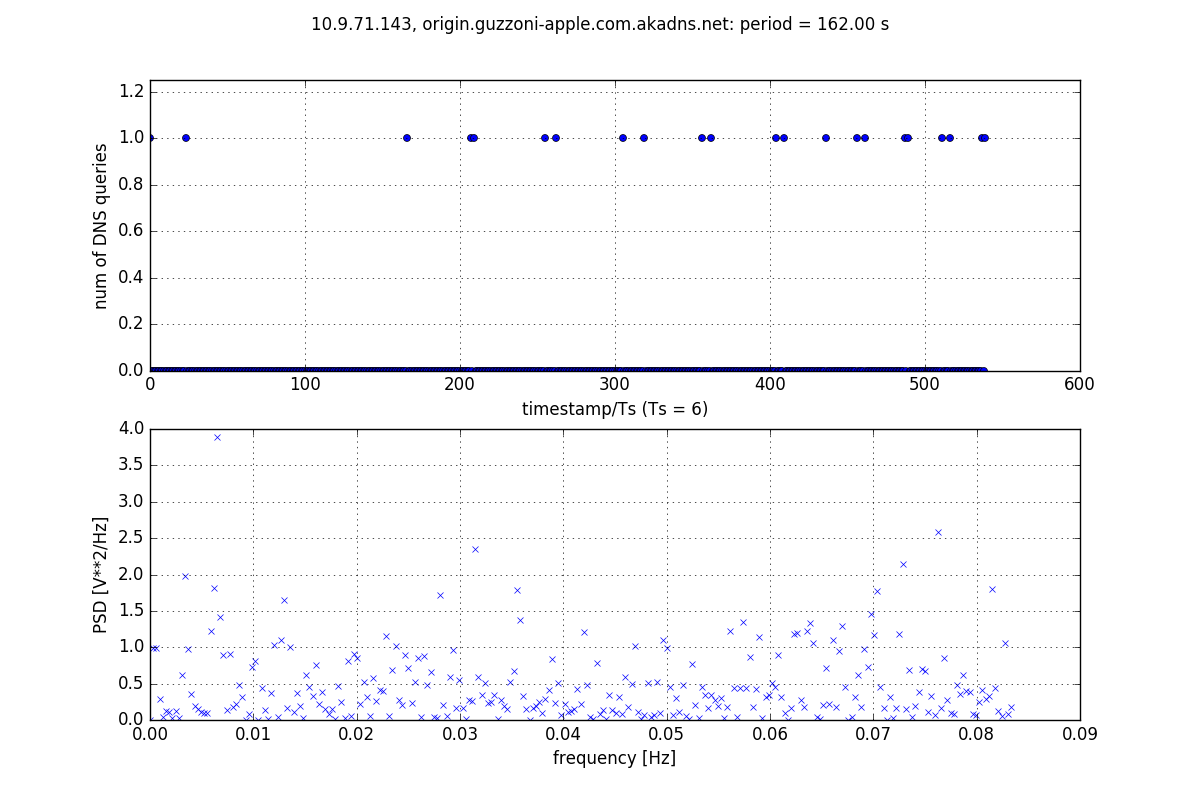 10.9.71.143, origin.guzzoni-apple.com.akadns.net: period = 162.00 s
num of DNS queries
1.2
1.0
0.8
0.6
0.4
0.2
0.0
0 100 200 300 400 500 600
timestamp/Ts (Ts = 6)
PSD [V**2/Hz]
4.0
3.5
3.0
2.5
2.0
1.5
1.0
0.5
0.0
0.00 0.01 0.02 0.03 0.04 0.05 0.06 0.07 0.08 0.09
frequency [Hz]